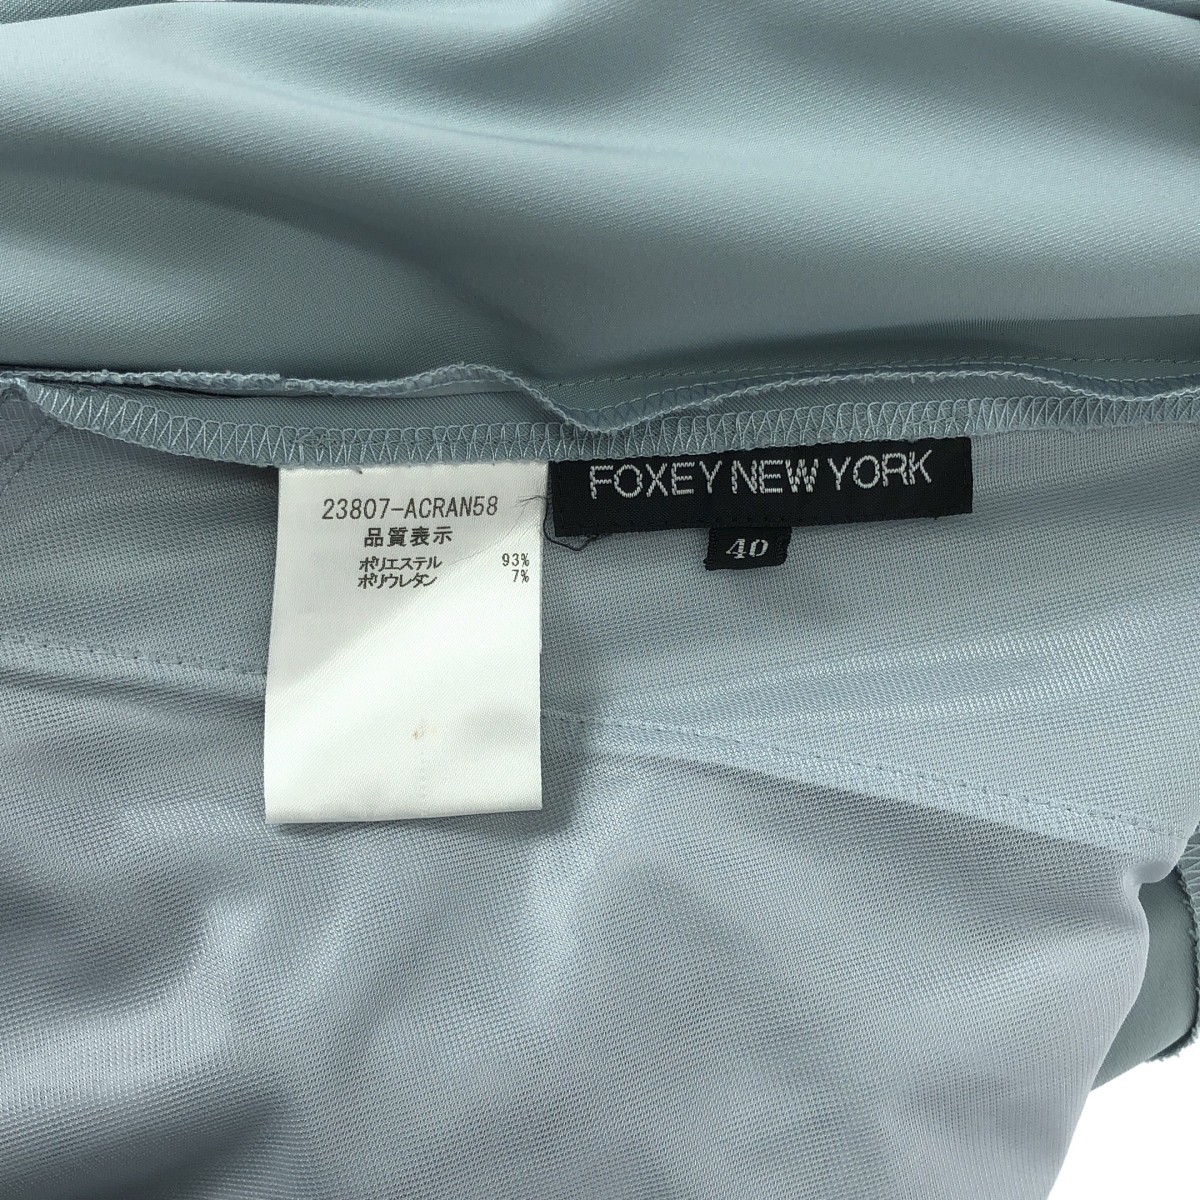 23807-ACRAN58
品質表示
ポリエステル 93%
ポリウレタン 7%
FOXEY NEW YORK
40